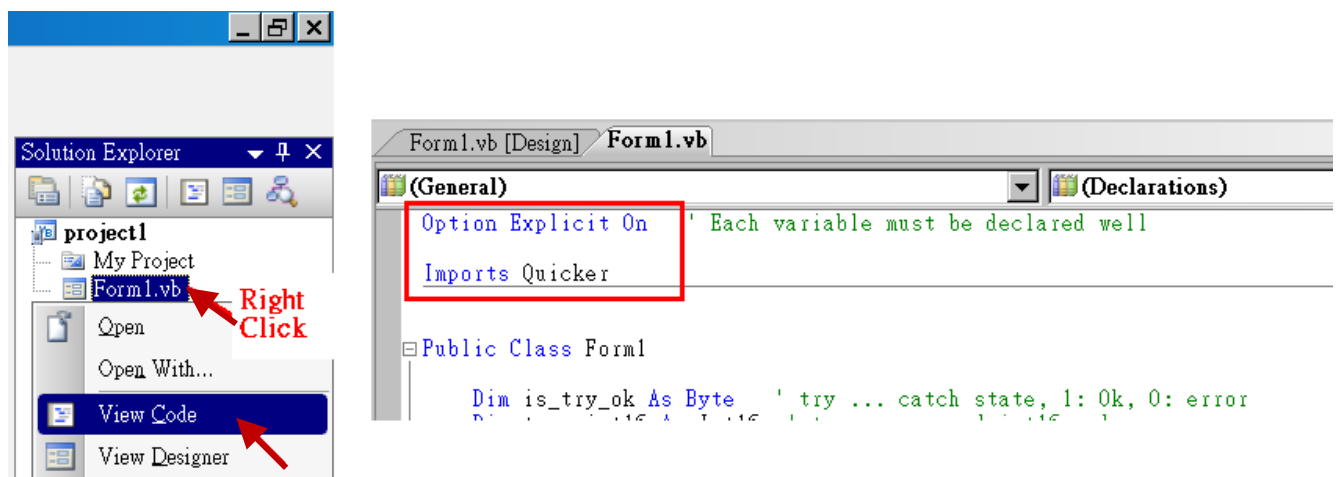 Solution Explorer
project1
My Project
Form1.vb
Right
Click
Open
Open With...
View Code
View Designer
Form1.vb [Design]
Form1.vb
(General)
(Declarations)
Option Explicit On ' Each variable must be declared well
Imports Quicker
Public Class Form1
Dim is_try_ok As Byte ' try ... catch state, 1: Ok, 0: error